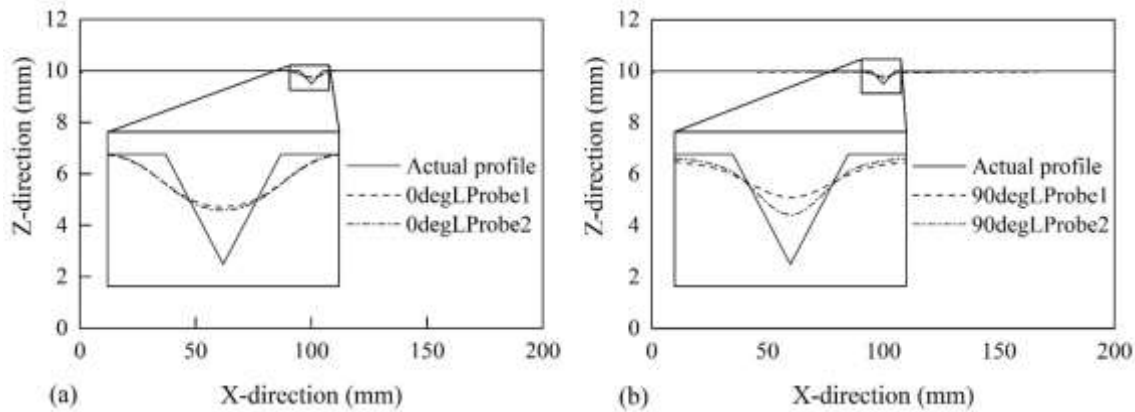 12
10
8
6
4
2
0
Z-direction (mm)
Actual profile
0degLProbe1
0degLProbe2
0
50
100
150
200
(a)
X-direction (mm)
12
10
8
6
4
2
0
Z-direction (mm)
Actual profile
90degLProbe1
90degLProbe2
0
50
100
150
200
(b)
X-direction (mm)